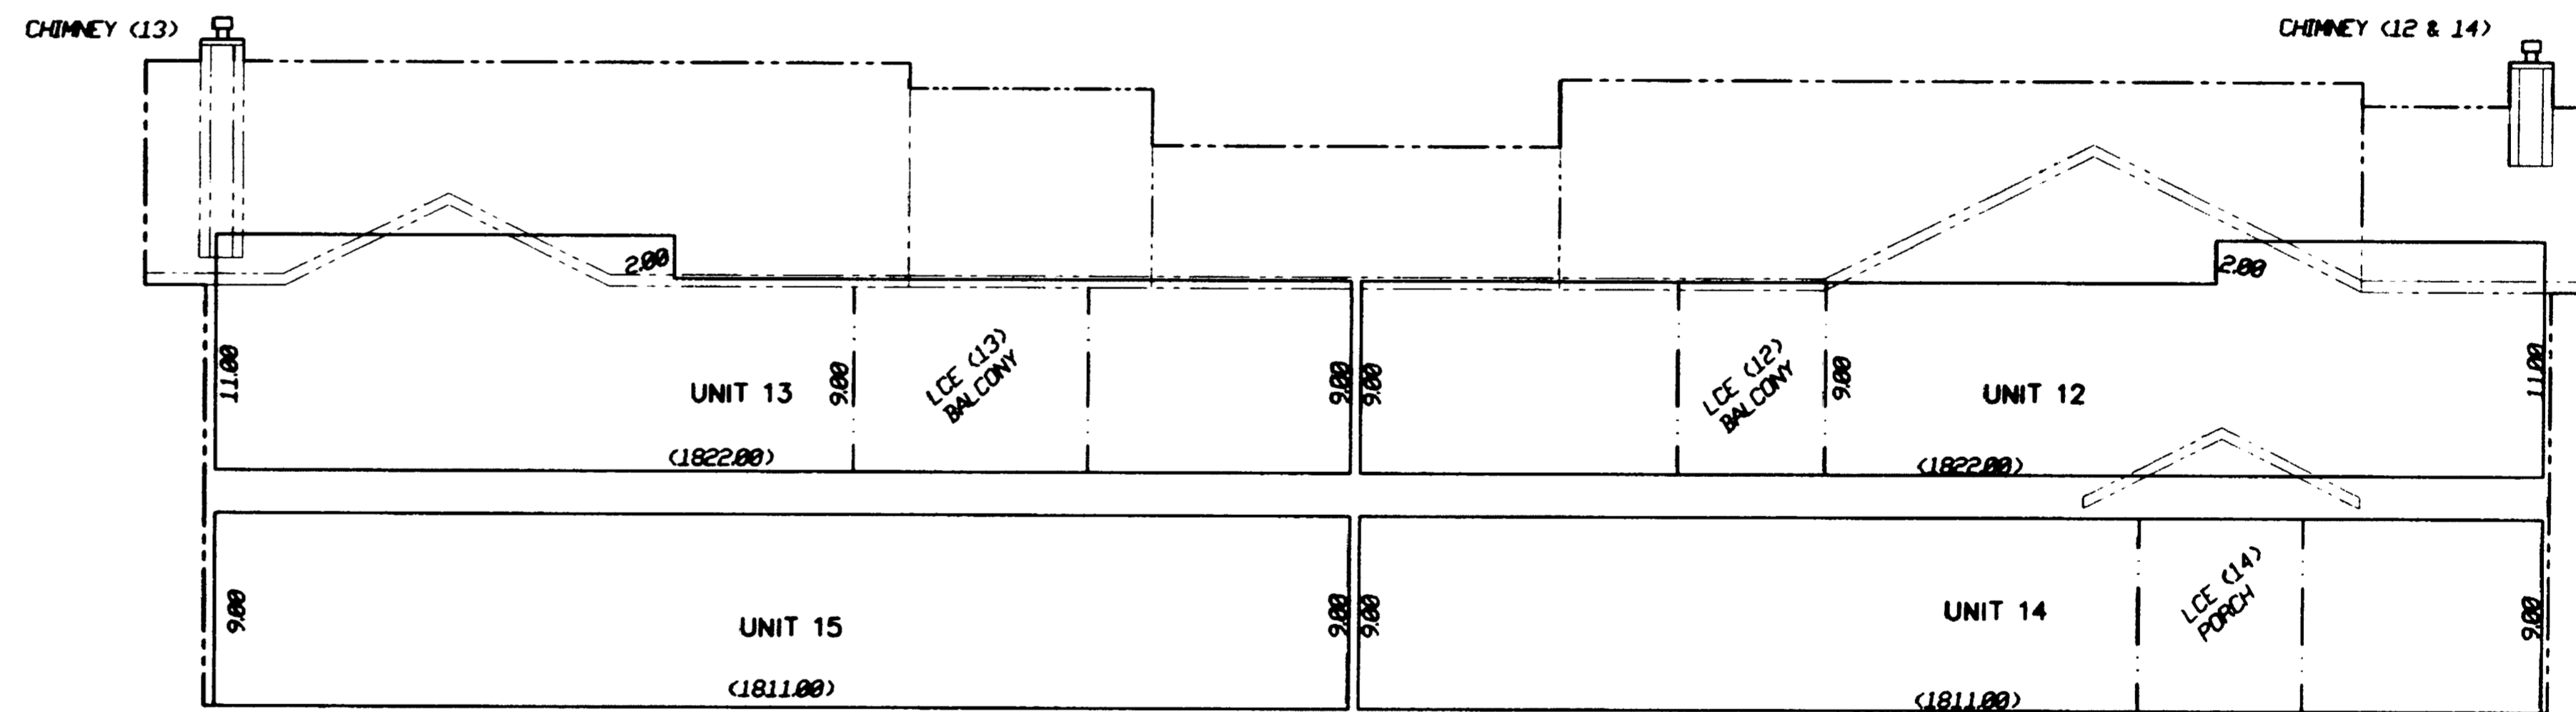 CHIMNEY (13)
CHIMNEY (12 & 14)
2.00
2.00
11.00
UNIT 13
9.00
LCE (13)
BALCONY
9.00
9.00
LCE (12)
BALCONY
9.00
UNIT 12
11.00
(1822.00)
(1822.00)
9.00
UNIT 15
9.00
9.00
UNIT 14
LCE (14)
PORCH
9.00
(1811.00)
(1811.00)